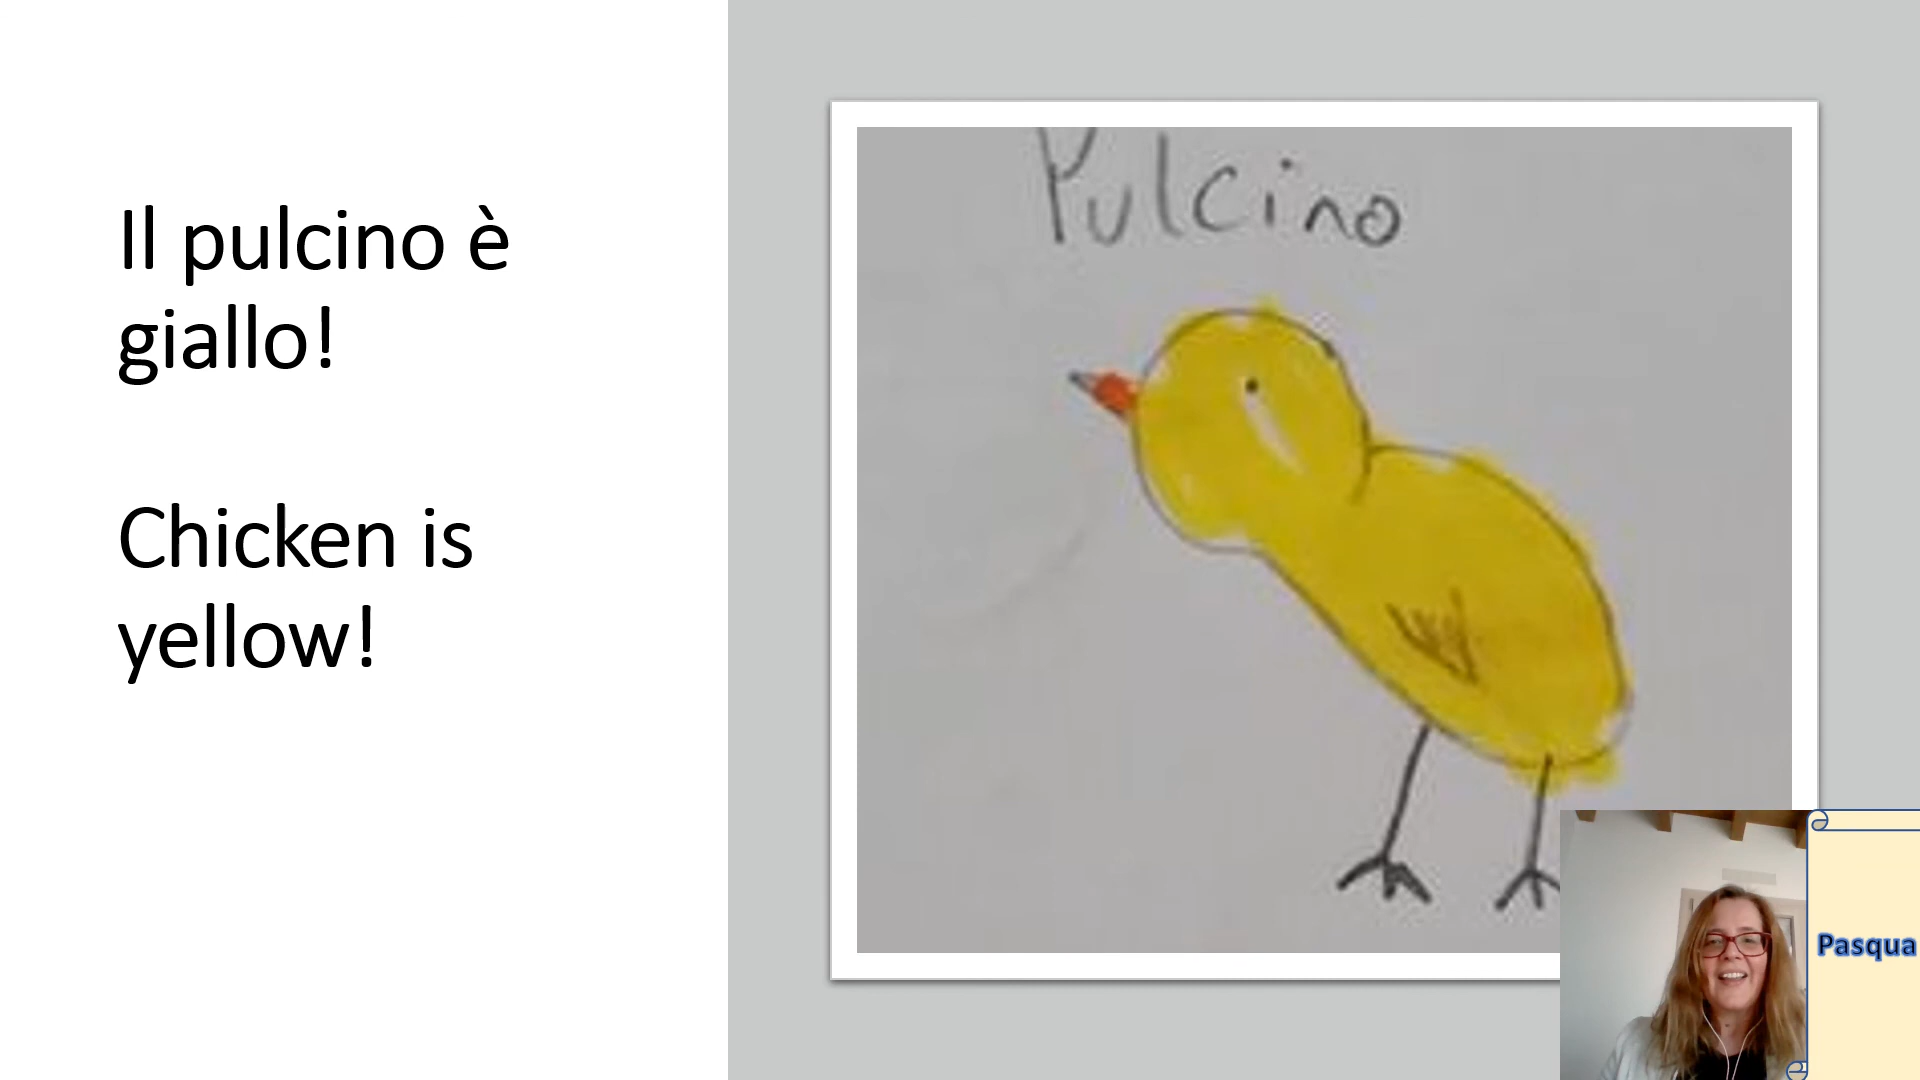 Il pulcino è
giallo!
Chicken is
yellow!
Pulcino
Pasqua